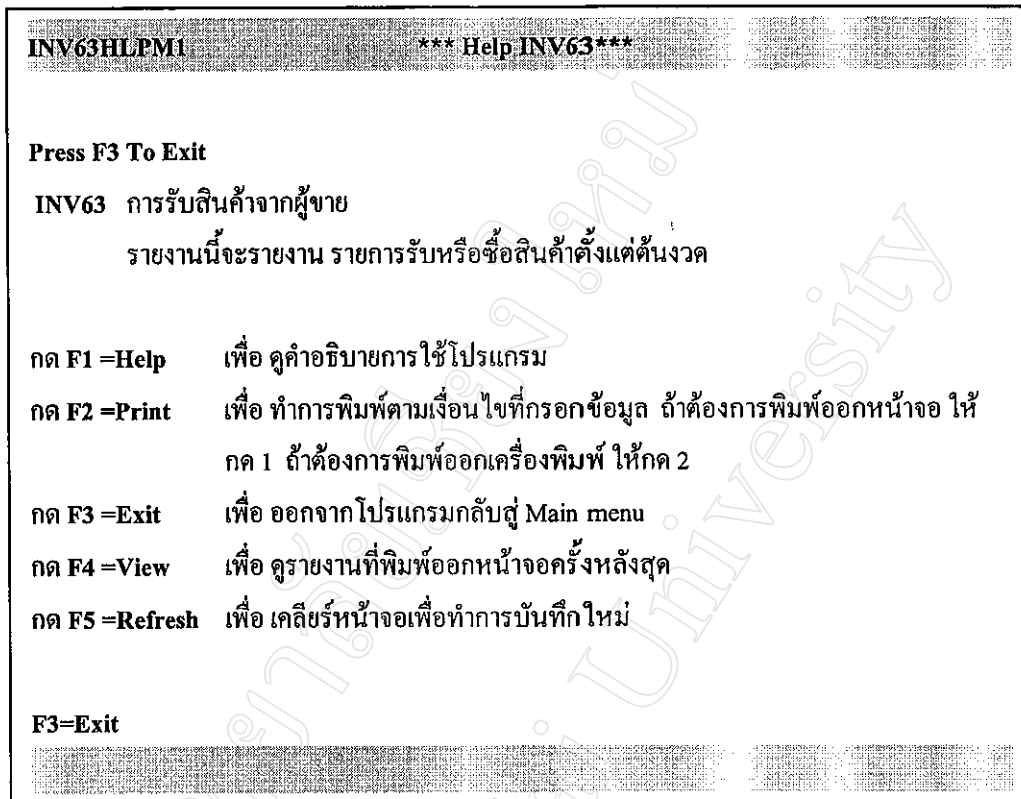 INV63HLPM1 *** Help INV63***
Press F3 To Exit
INV63 การรับสินค้าจากผู้ขาย
รายงานนี้จะรายงาน รายการรับหรือซื้อสินค้าตั้งแต่ต้นงวด
กด F1 =Help เพื่อ ดูคำอธิบายการใช้โปรแกรม
กด F2 =Print เพื่อ ทำการพิมพ์ตามเงื่อนไขที่กรอกข้อมูล ถ้าต้องการพิมพ์ออกหน้าจอ ให้
กด 1 ถ้าต้องการพิมพ์ออกเครื่องพิมพ์ ให้กด 2
กด F3 =Exit เพื่อ ออกจากโปรแกรมกลับสู่ Main menu
กด F4 =View เพื่อ ดูรายงานที่พิมพ์ออกหน้าจอครั้งหลังสุด
กด F5 =Refresh เพื่อ เคลียร์หน้าจอเพื่อทำการบันทึกใหม่
F3=Exit
University